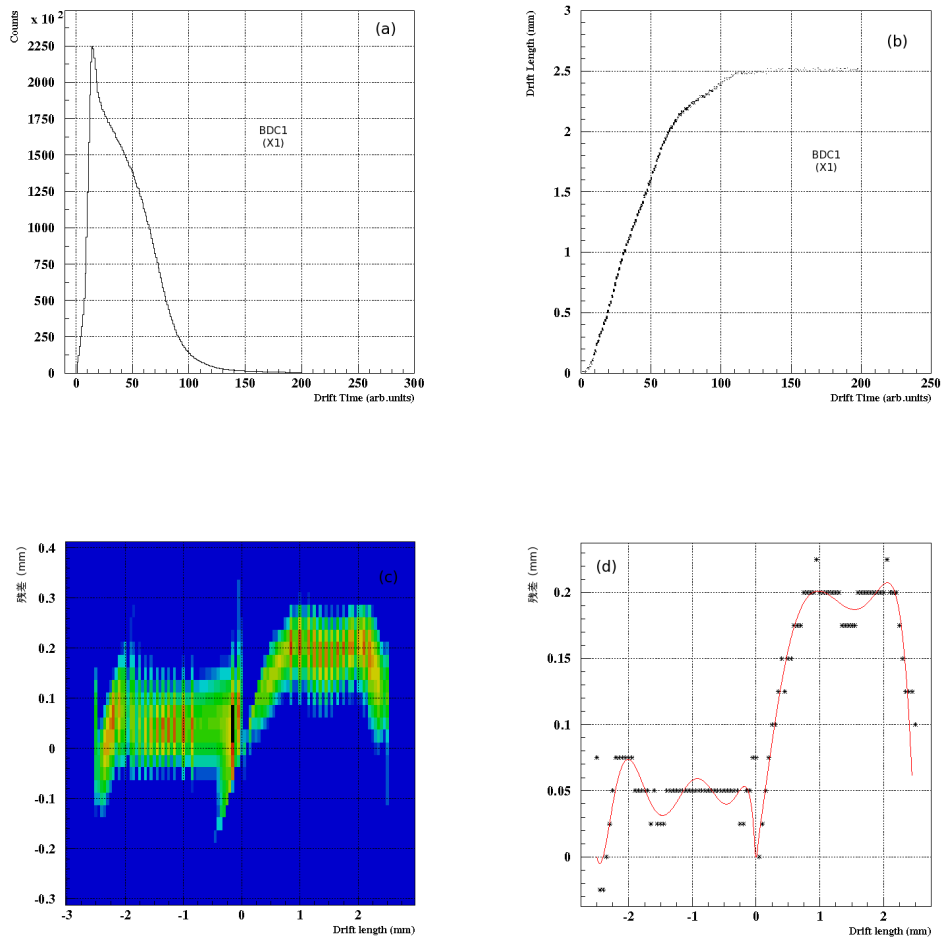 Counts
x 10 2
(a)
2250
2000
1750
1500
1250
1000
750
500
250
0
BDC1
(X1)
0 50 100 150 200 250 300
Drift Time (arb.units)
Drift Length (mm)
(b)
3
2.5
2
1.5
1
0.5
0
BDC1
(X1)
0 50 100 150 200 250
Drift Time (arb.units)
残差 (mm)
(c)
0.4
0.3
0.2
0.1
0
-0.1
-0.2
-0.3
-3 -2 -1 0 1 2
Drift length (mm)
残差 (mm)
(d)
0.2
0.15
0.1
0.05
0
-2 -1 0 1 2
Drift length (mm)